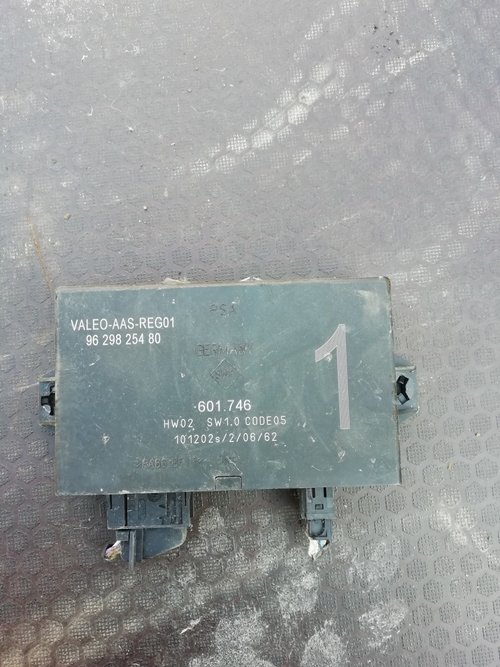 PSA
VALEO-AAS-REG01
96 298 254 80
GERMANY
1
601.746
HW02 SW1.0 CODE05
101202s/2/06/62